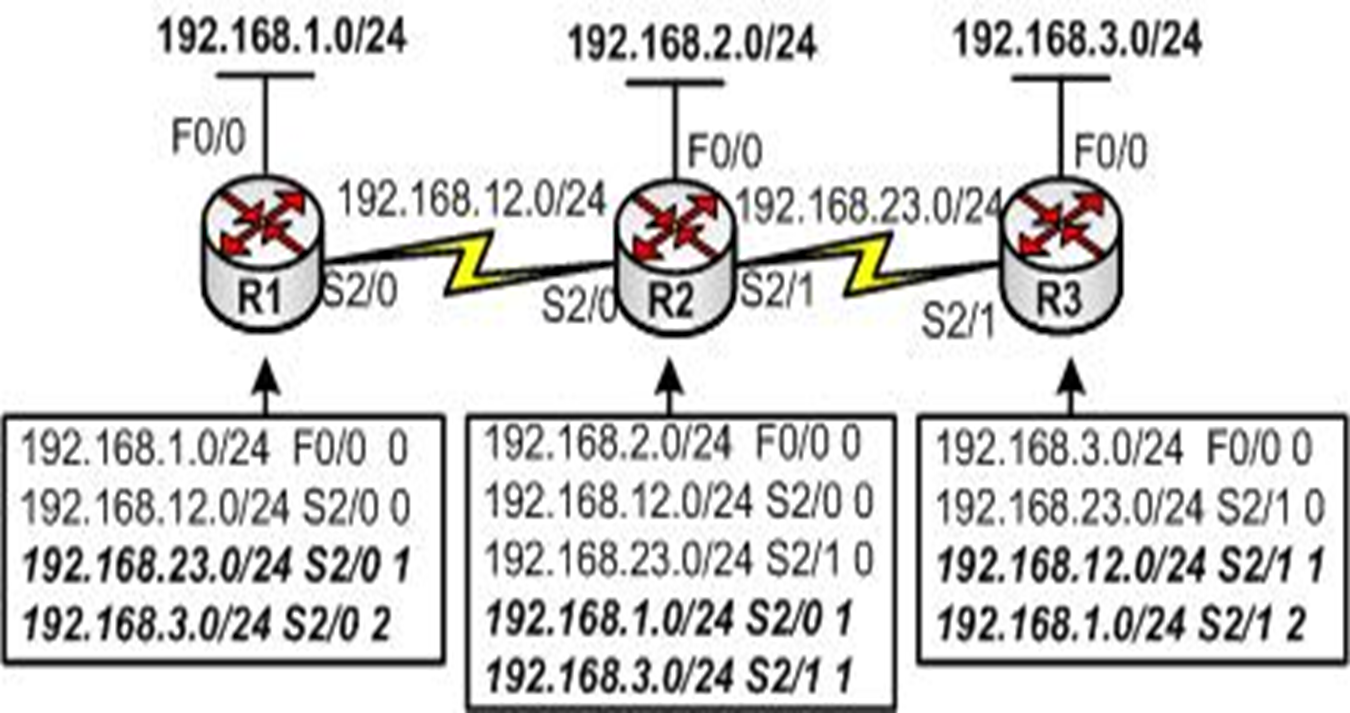 192.168.1.0/24
192.168.2.0/24
192.168.3.0/24
F0/0
F0/0
F0/0
192.168.12.0/24
192.168.23.0/24
R1
S2/0
S2/0
R2
S2/1
S2/1
R3
192.168.1.0/24 F0/0 0
192.168.12.0/24 S2/0 0
192.168.23.0/24 S2/0 1
192.168.3.0/24 S2/0 2
192.168.2.0/24 F0/0 0
192.168.12.0/24 S2/0 0
192.168.23.0/24 S2/1 0
192.168.1.0/24 S2/0 1
192.168.3.0/24 S2/1 1
192.168.3.0/24 F0/0 0
192.168.23.0/24 S2/1 0
192.168.12.0/24 S2/1 1
192.168.1.0/24 S2/1 2